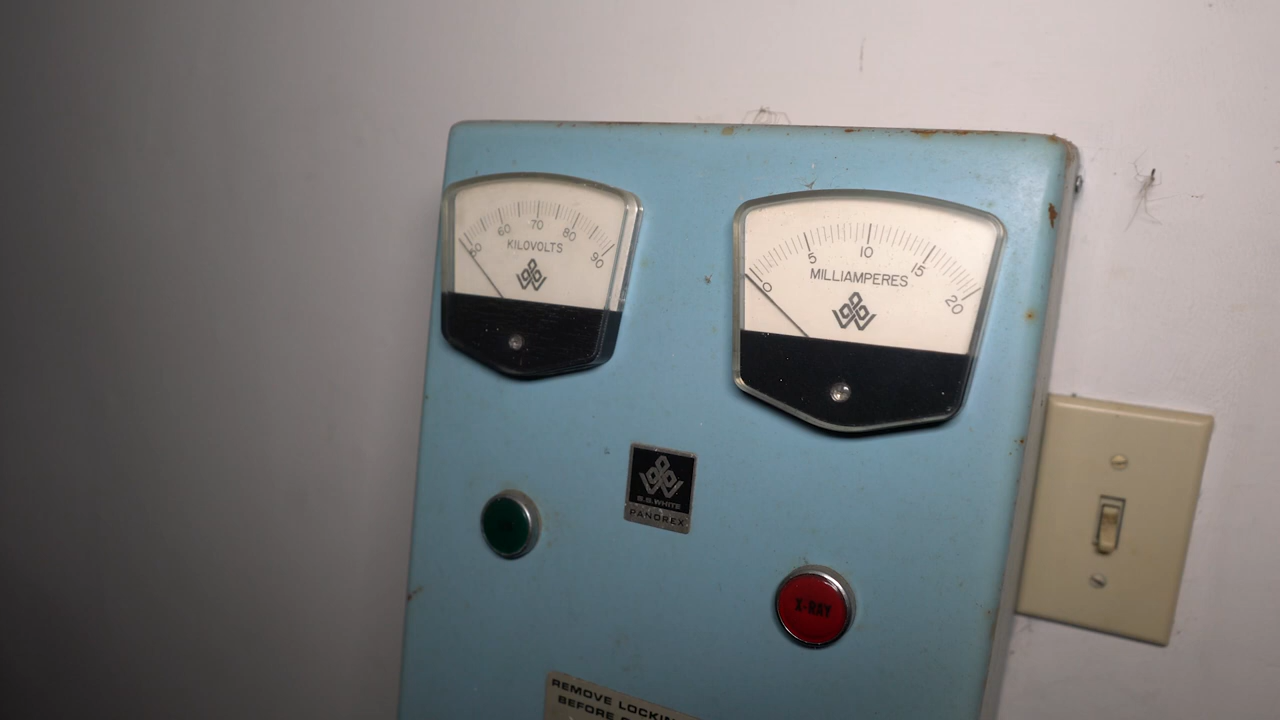 50 60 70 80 90
KILOVOLTS
0 5 10 15 20
MILLIAMPERES
S.S.WHITE
PANOREX
X-RAY
REMOVE LOCKIN
BEFORE